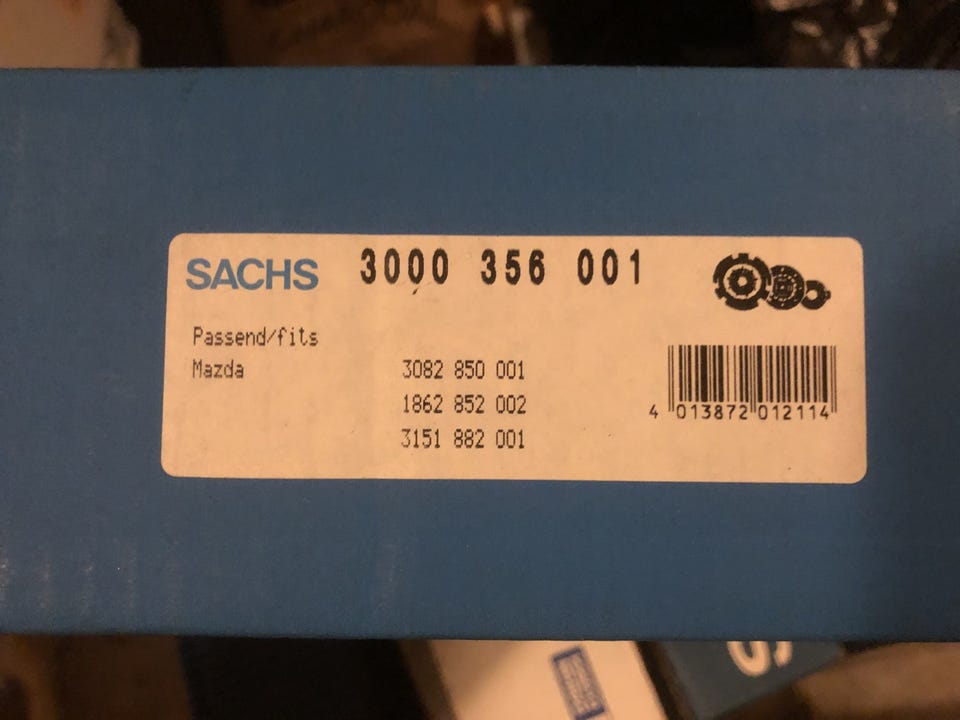 SACHS 3000 356 001
Passend/fits
Mazda 3082 850 001
1862 852 002
3151 882 001
4 013872 012114